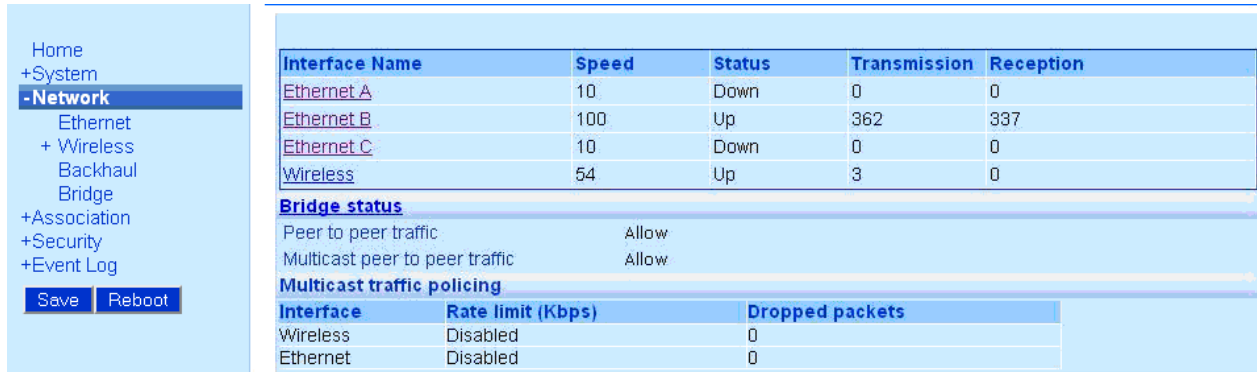 Home
+System
-Network
Ethernet
+ Wireless
Backhaul
Bridge
+Association
+Security
+Event Log
Save Reboot
Interface Name Speed Status Transmission Reception
Ethernet A 10 Down 0 0
Ethernet B 100 Up 362 337
Ethernet C 10 Down 0 0
Wireless 54 Up 3 0
Bridge status
Peer to peer traffic Allow
Multicast peer to peer traffic Allow
Multicast traffic policing
Interface Rate limit (Kbps) Dropped packets
Wireless Disabled 0
Ethernet Disabled 0